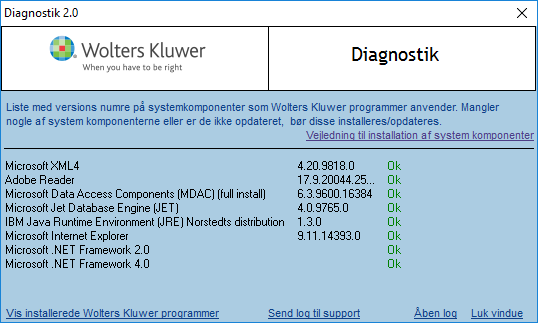 Diagnostik 2.0
Wolters Kluwer
When you have to be right
Diagnostik
Liste med versions numre på systemkomponenter som Wolters Kluwer programmer anvender. Mangler
nogle af system komponenterne eller er de ikke opdateret, bør disse installeres/opdateres.
Vejledning til installation af system komponenter
Microsoft XML4 4.20.9818.0 Ok
Adobe Reader 17.9.20044.25... Ok
Microsoft Data Access Components (MDAC) (full install) 6.3.9600.16384 Ok
Microsoft Jet Database Engine (JET) 4.0.9765.0 Ok
IBM Java Runtime Environment (JRE) Norstedts distribution 1.3.0 Ok
Microsoft Internet Explorer 9.11.14393.0 Ok
Microsoft .NET Framework 2.0 Ok
Microsoft .NET Framework 4.0 Ok
Vis installerede Wolters Kluwer programmer Send log til support Åben log Luk vindue